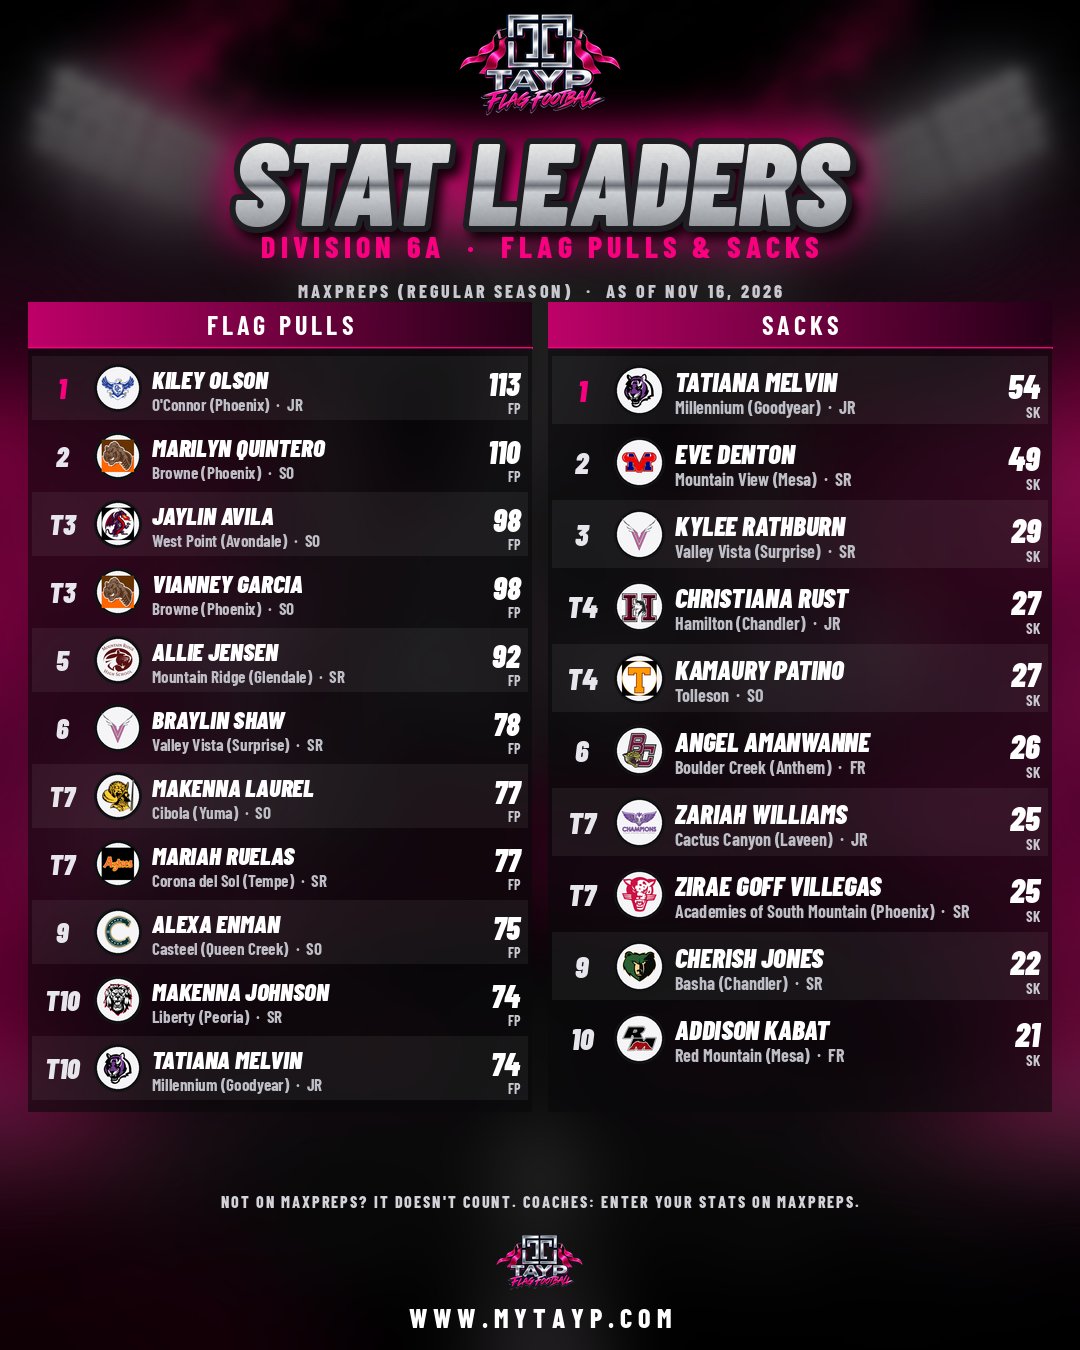 TAYP
FLAG FOOTBALL
STAT LEADERS
DIVISION 6A · FLAG PULLS & SACKS
MAXPREPS (REGULAR SEASON) · AS OF NOV 16, 2026
FLAG PULLS
1 KILEY OLSON 113
O'Connor (Phoenix) · JR FP
2 MARILYN QUINTERO 110
Browne (Phoenix) · SO FP
T3 JAYLIN AVILA 98
West Point (Avondale) · SO FP
T3 VIANNEY GARCIA 98
Browne (Phoenix) · SO FP
5 ALLIE JENSEN 92
Mountain Ridge (Glendale) · SR FP
6 BRAYLIN SHAW 78
Valley Vista (Surprise) · SR FP
T7 MAKENNA LAUREL 77
Cibola (Yuma) · SO FP
T7 Aztecs MARIAH RUELAS 77
Corona del Sol (Tempe) · SR FP
9 C ALEXA ENMAN 75
Casteel (Queen Creek) · SO FP
T10 MAKENNA JOHNSON 74
Liberty (Peoria) · SR FP
T10 TATIANA MELVIN 74
Millennium (Goodyear) · JR FP
SACKS
1 TATIANA MELVIN 54
Millennium (Goodyear) · JR SK
2 EVE DENTON 49
Mountain View (Mesa) · SR SK
3 KYLEE RATHBURN 29
Valley Vista (Surprise) · SR SK
T4 H CHRISTIANA RUST 27
Hamilton (Chandler) · JR SK
T4 T KAMAURY PATINO 27
Tolleson · SO SK
6 BC ANGEL AMANWANNE 26
Boulder Creek (Anthem) · FR SK
T7 CHAMPIONS ZARIAH WILLIAMS 25
Cactus Canyon (Laveen) · JR SK
T7 ZIRAE GOFF VILLEGAS 25
Academies of South Mountain (Phoenix) · SR SK
9 CHERISH JONES 22
Basha (Chandler) · SR SK
10 RM ADDISON KABAT 21
Red Mountain (Mesa) · FR SK
NOT ON MAXPREPS? IT DOESN'T COUNT. COACHES: ENTER YOUR STATS ON MAXPREPS.
TAYP
FLAG FOOTBALL
WWW.MYTAYP.COM